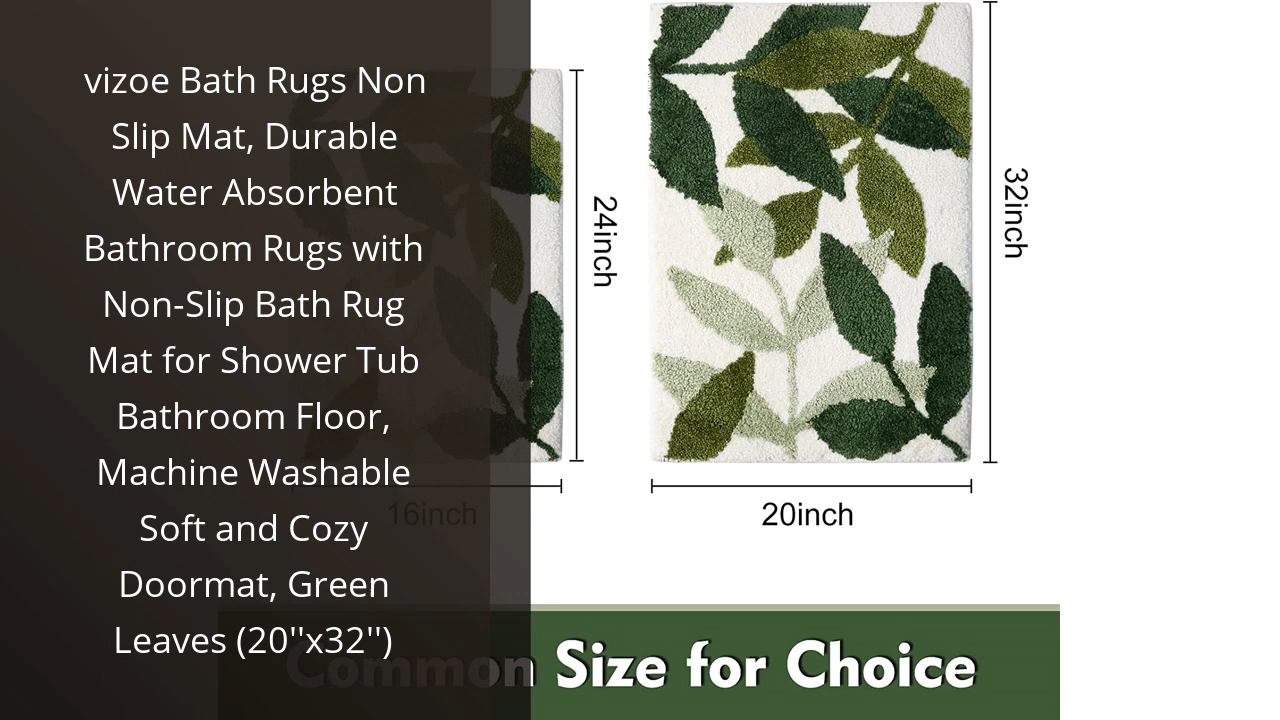 vizoe Bath Rugs Non
Slip Mat, Durable
Water Absorbent
Bathroom Rugs with
Non-Slip Bath Rug
Mat for Shower Tub
Bathroom Floor,
Machine Washable
Soft and Cozy
Doormat, Green
Leaves (20''x32'')
24inch
16inch
32inch
20inch
Common Size for Choice